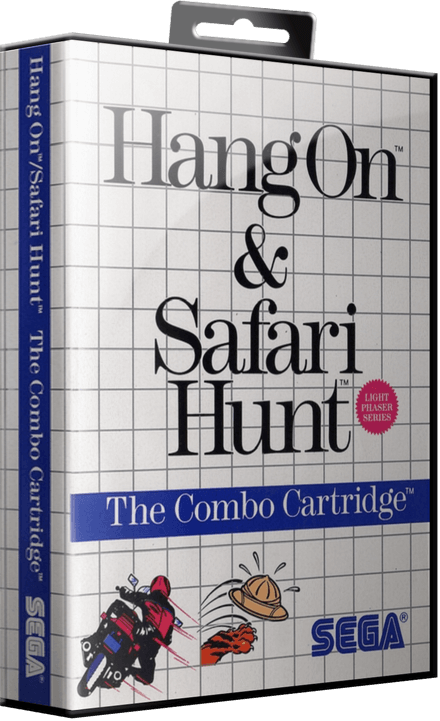 Hang On™/Safari Hunt™ The Combo Cartridge™ SEGA
Hang On™
&
Safari
Hunt™
LIGHT
PHASER
SERIES
The Combo Cartridge™
SEGA®